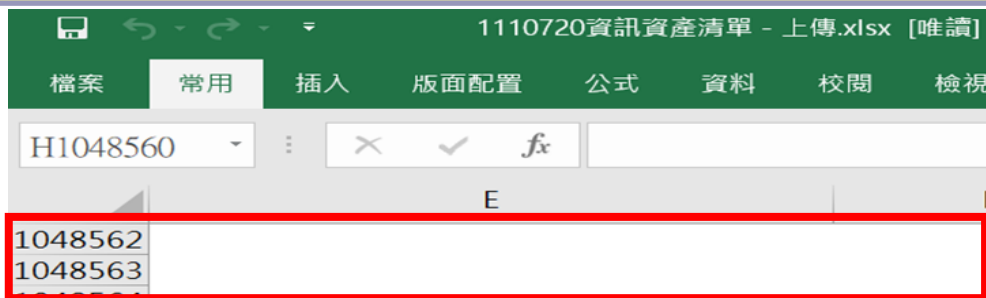 1110720資訊資產清單 - 上傳.xlsx [唯讀]
檔案 常用 插入 版面配置 公式 資料 校閱 檢視
H1048560 fx
E
1048562
1048563